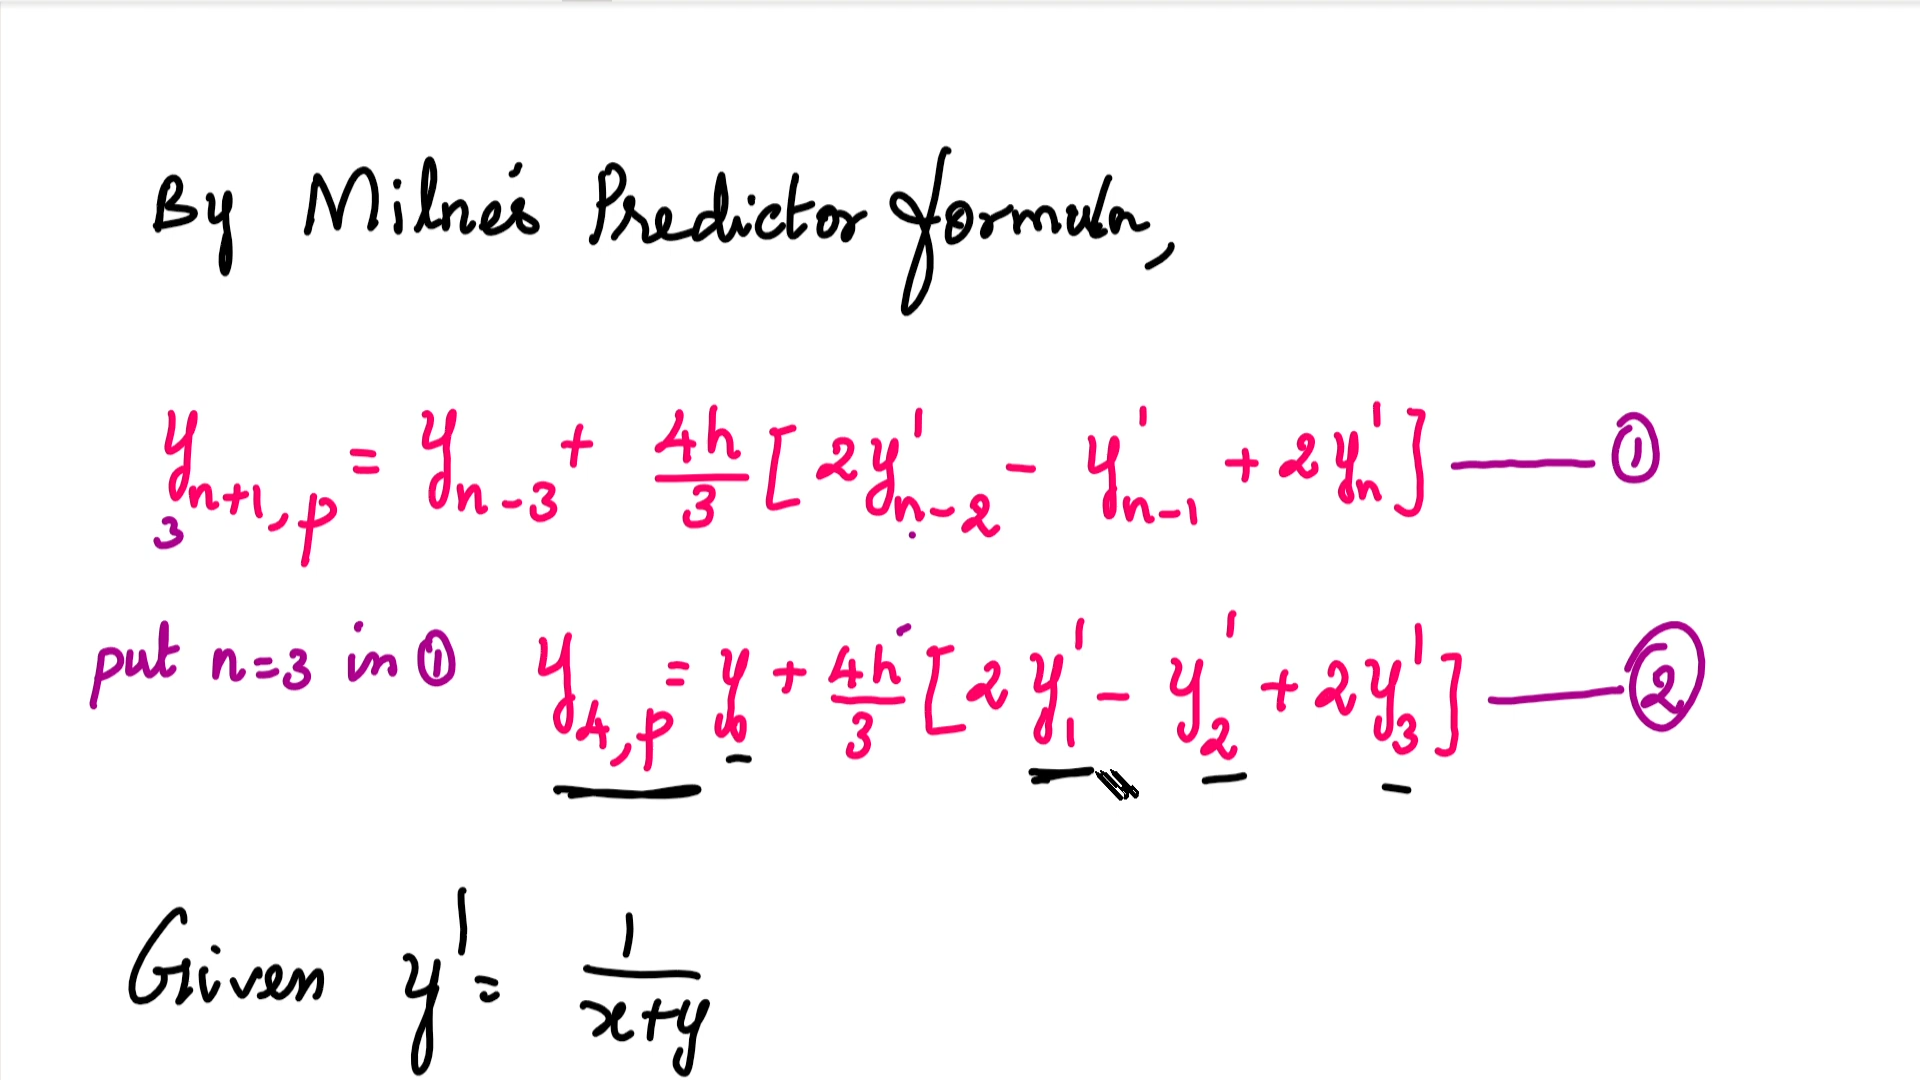 By Milne's Predictor formula,
y_{n+1,p} = y_{n-3} + 4h/3 [2y'_{n-2} - y'_{n-1} + 2y'_n] —— ①
3
put n=3 in ① y_{4,p} = y_0 + 4h/3 [2y'_1 - y'_2 + 2y'_3] —— ②
Given y' = 1/(x+y)